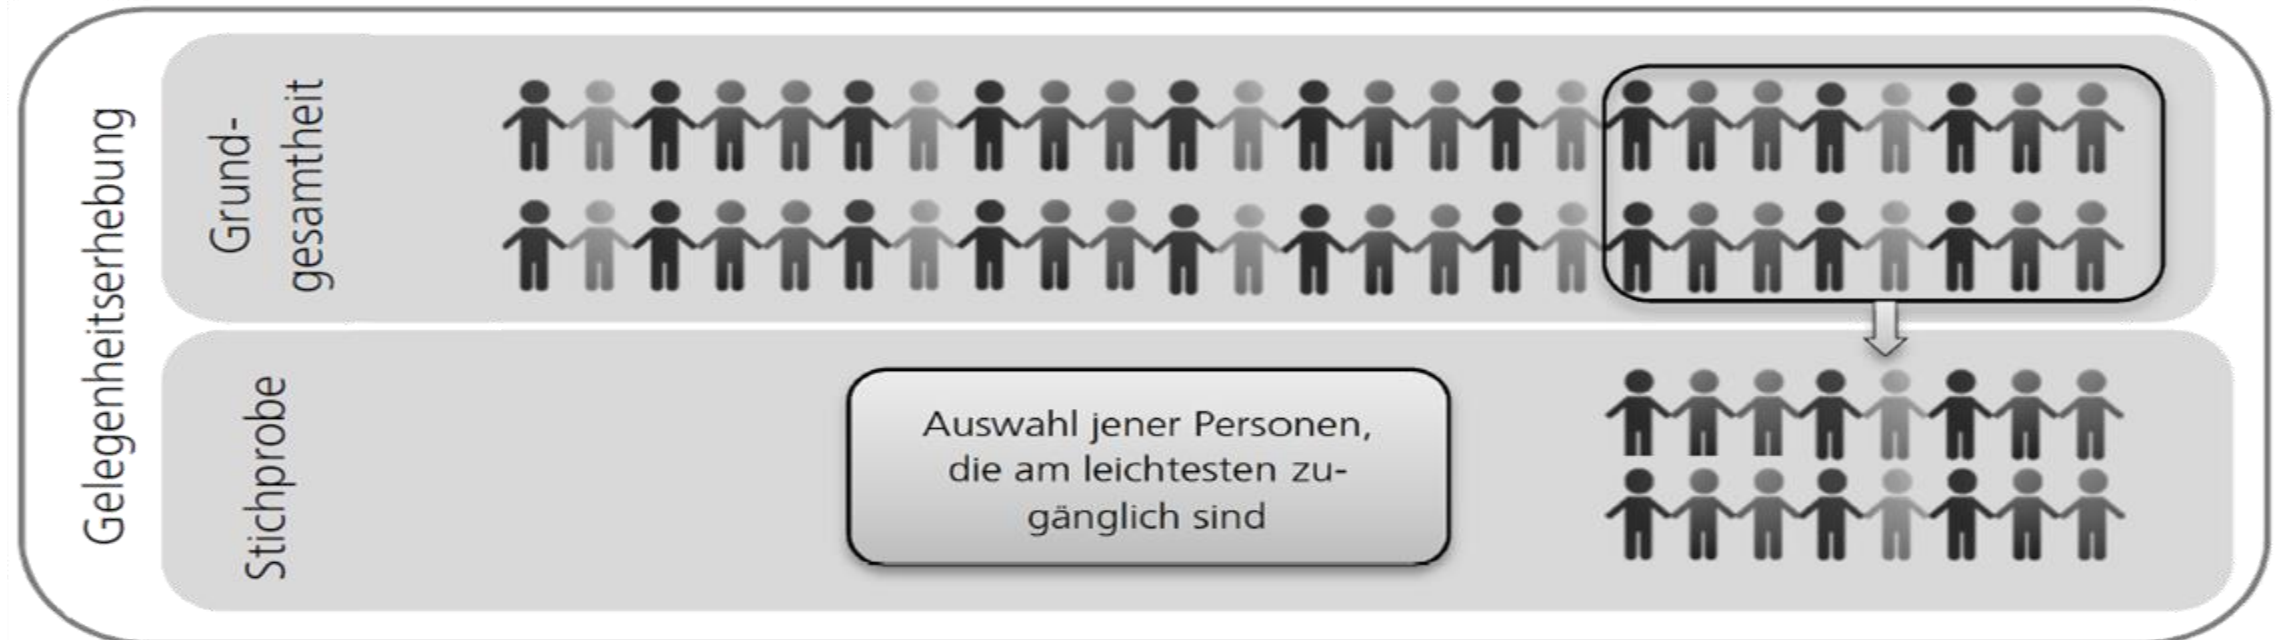 Gelegenheitserhebung
Grund-
gesamtheit
Stichprobe
Auswahl jener Personen,
die am leichtesten zu-
gänglich sind